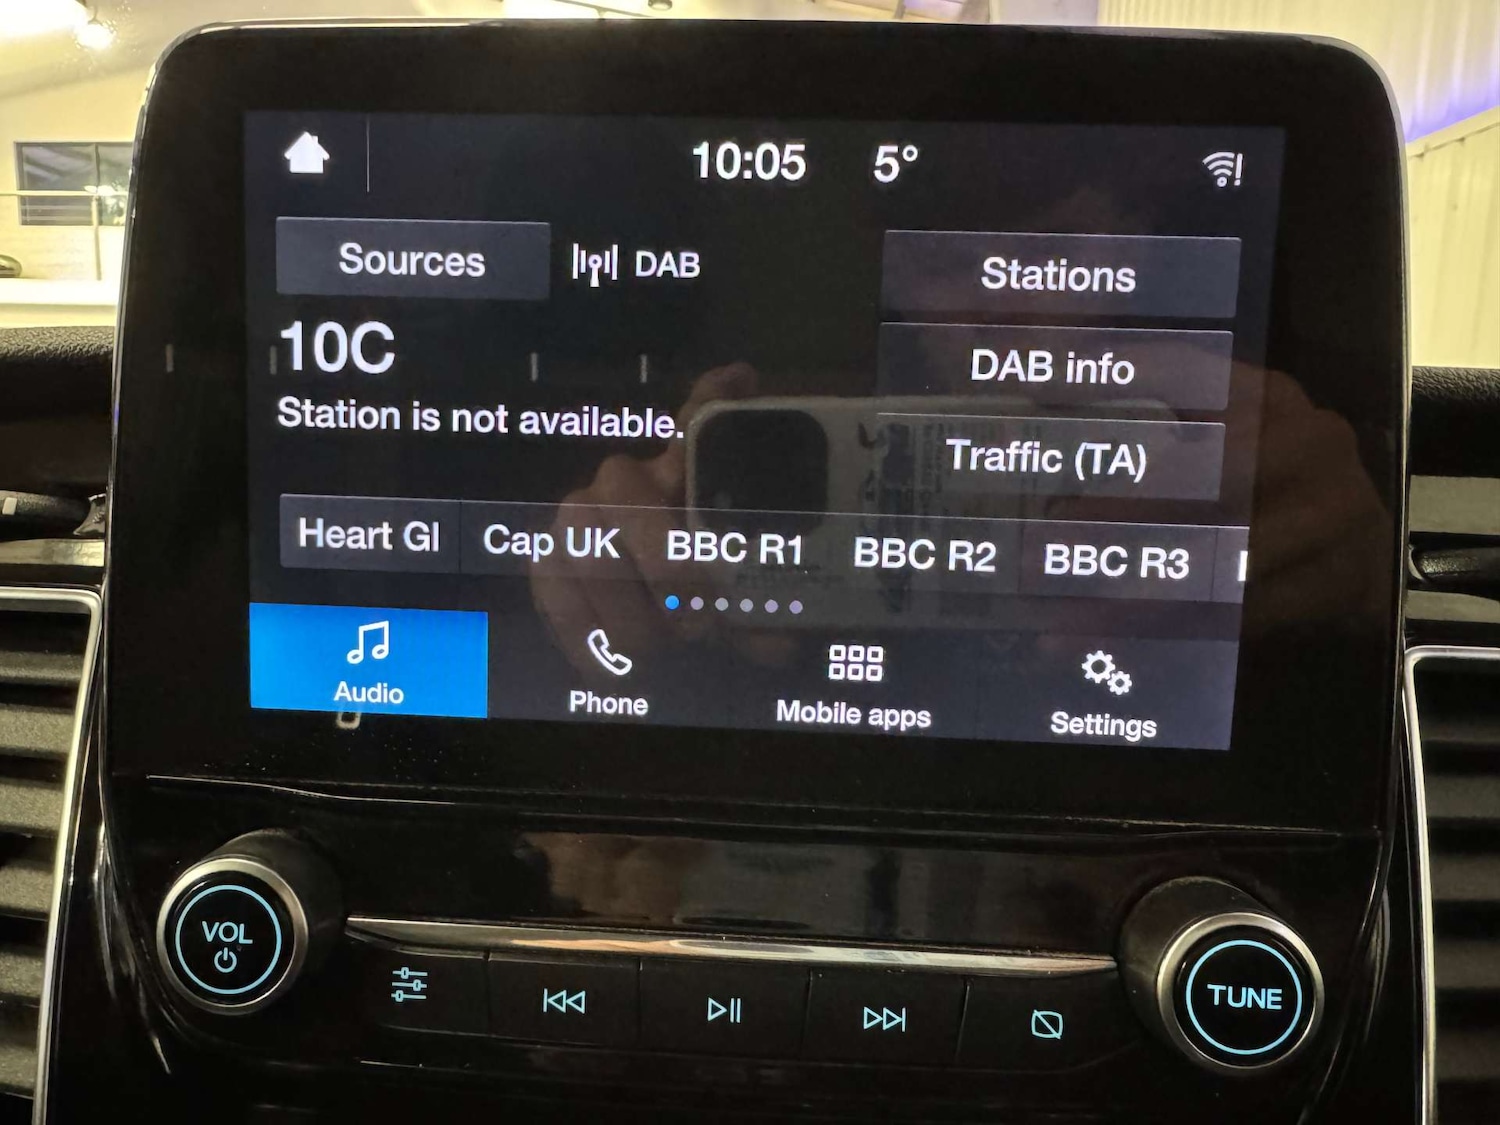 10:05 5°
Sources DAB Stations
10C
DAB info
Station is not available.
Traffic (TA)
Heart Gl Cap UK BBC R1 BBC R2 BBC R3
Audio Phone Mobile apps Settings
VOL
TUNE